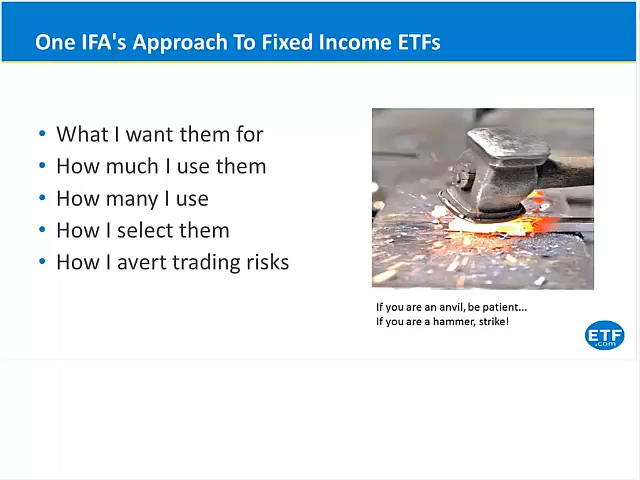 One IFA's Approach To Fixed Income ETFs
• What I want them for
• How much I use them
• How many I use
• How I select them
• How I avert trading risks
If you are an anvil, be patient...
If you are a hammer, strike!
ETF
.com